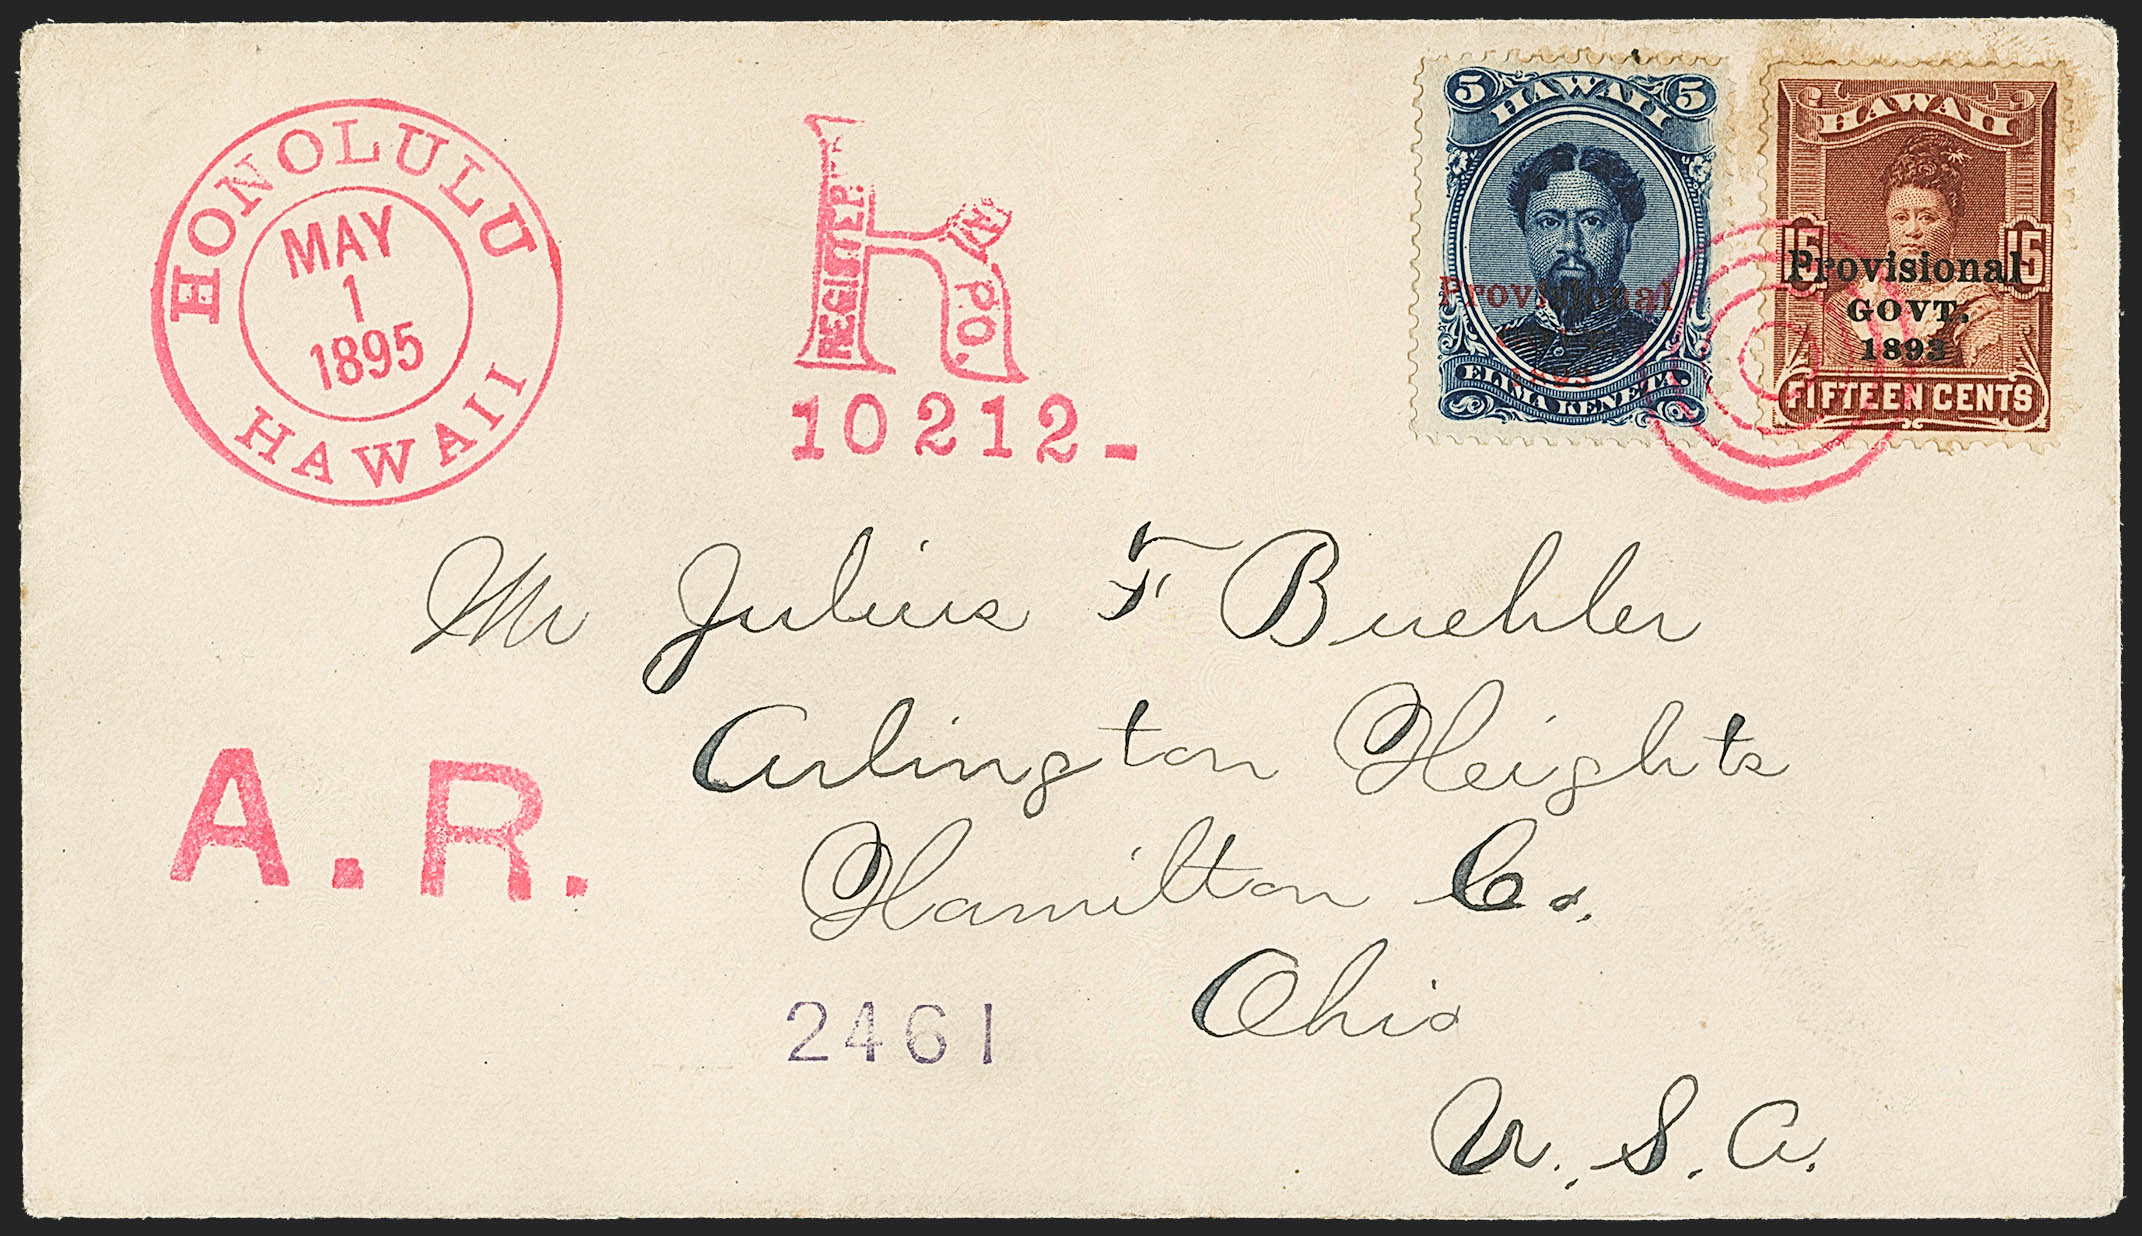 HONOLULU
MAY
1
1895
HAWAII
REGISTER
IN
P.O.
10212-
5 HAWAII 5
Provisional
ELIMA KENETA.
HAWAII
15 15
Provisional
GOVT.
1893
FIFTEEN CENTS
Mr Julius F Buehler
Arlington Heights
Hamilton Co.
Ohio
U.S.A.
A.R.
2461